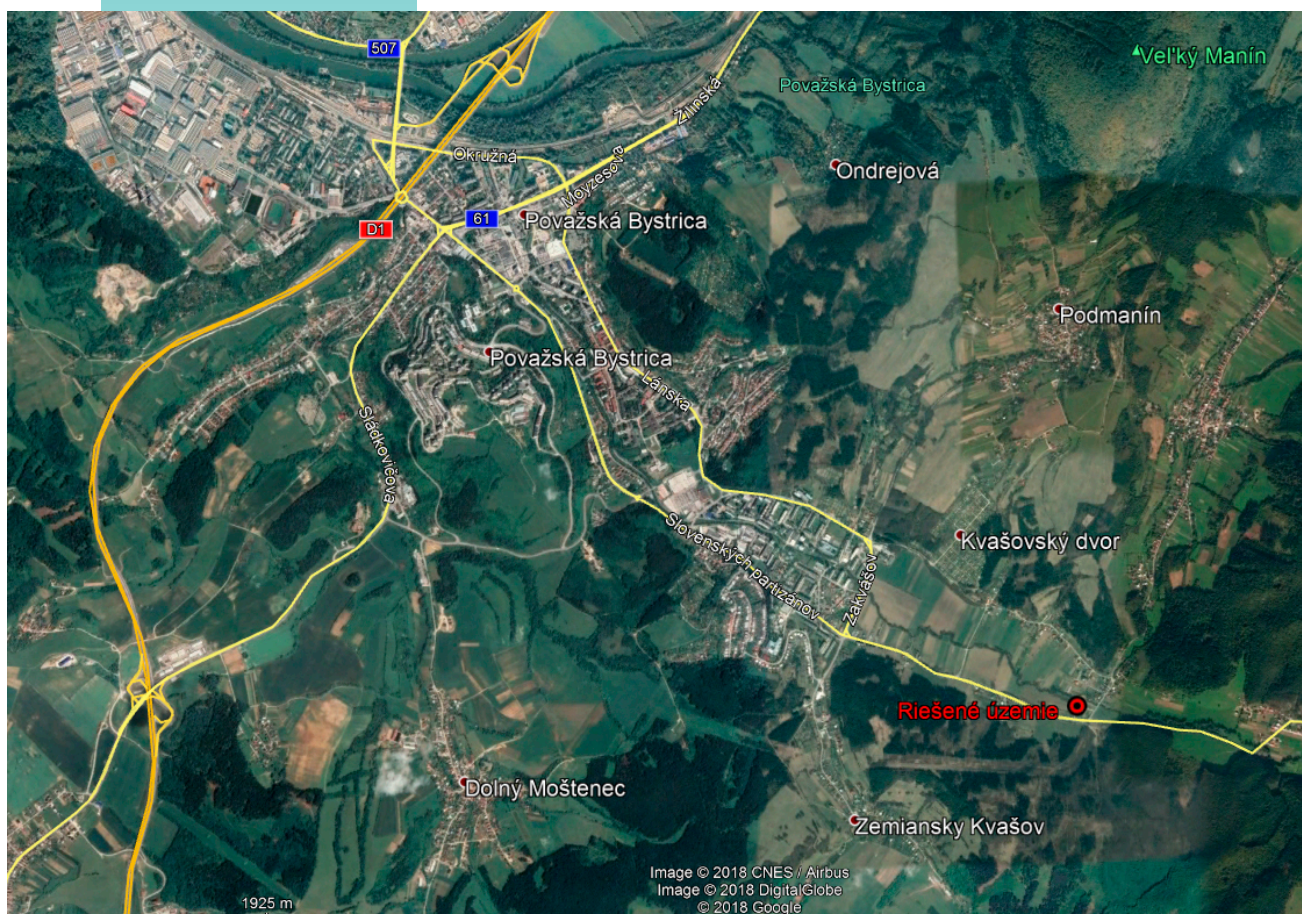 507
Veľký Manín
Považská Bystrica
Žilinská
Okružná
Moyzesova
Ondrejová
61
Považská Bystrica
D1
Podmanín
Považská Bystrica
Lánska
Sládkovičova
Slovenských partizánov
Kvašovský dvor
Zakvášov
Riešené územie
Dolný Moštenec
Zemiansky Kvašov
Image © 2018 CNES / Airbus
Image © 2018 DigitalGlobe
© 2018 Google
1925 m